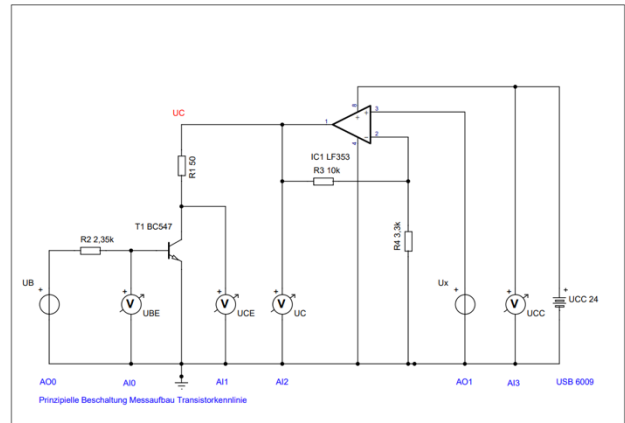 UC
8
3
1
2
4
IC1 LF353
R1 50
R3 10k
T1 BC547
R4 3,3k
R2 2,35k
UB
+
V
UBE
+
V
UCE
+
V
UC
Ux
+
+
V
UCC
+
UCC 24
AO0
AI0
AI1
AI2
AO1
AI3
USB 6009
Prinzipielle Beschaltung Messaufbau Transistorkennlinie